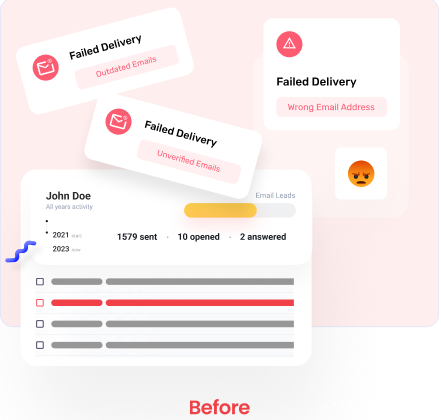 Failed Delivery
Outdated Emails
Failed Delivery
Wrong Email Address
Failed Delivery
Unverified Emails
John Doe
All years activity
Email Leads
2021 start
2023 now
1579 sent · 10 opened · 2 answered
Before